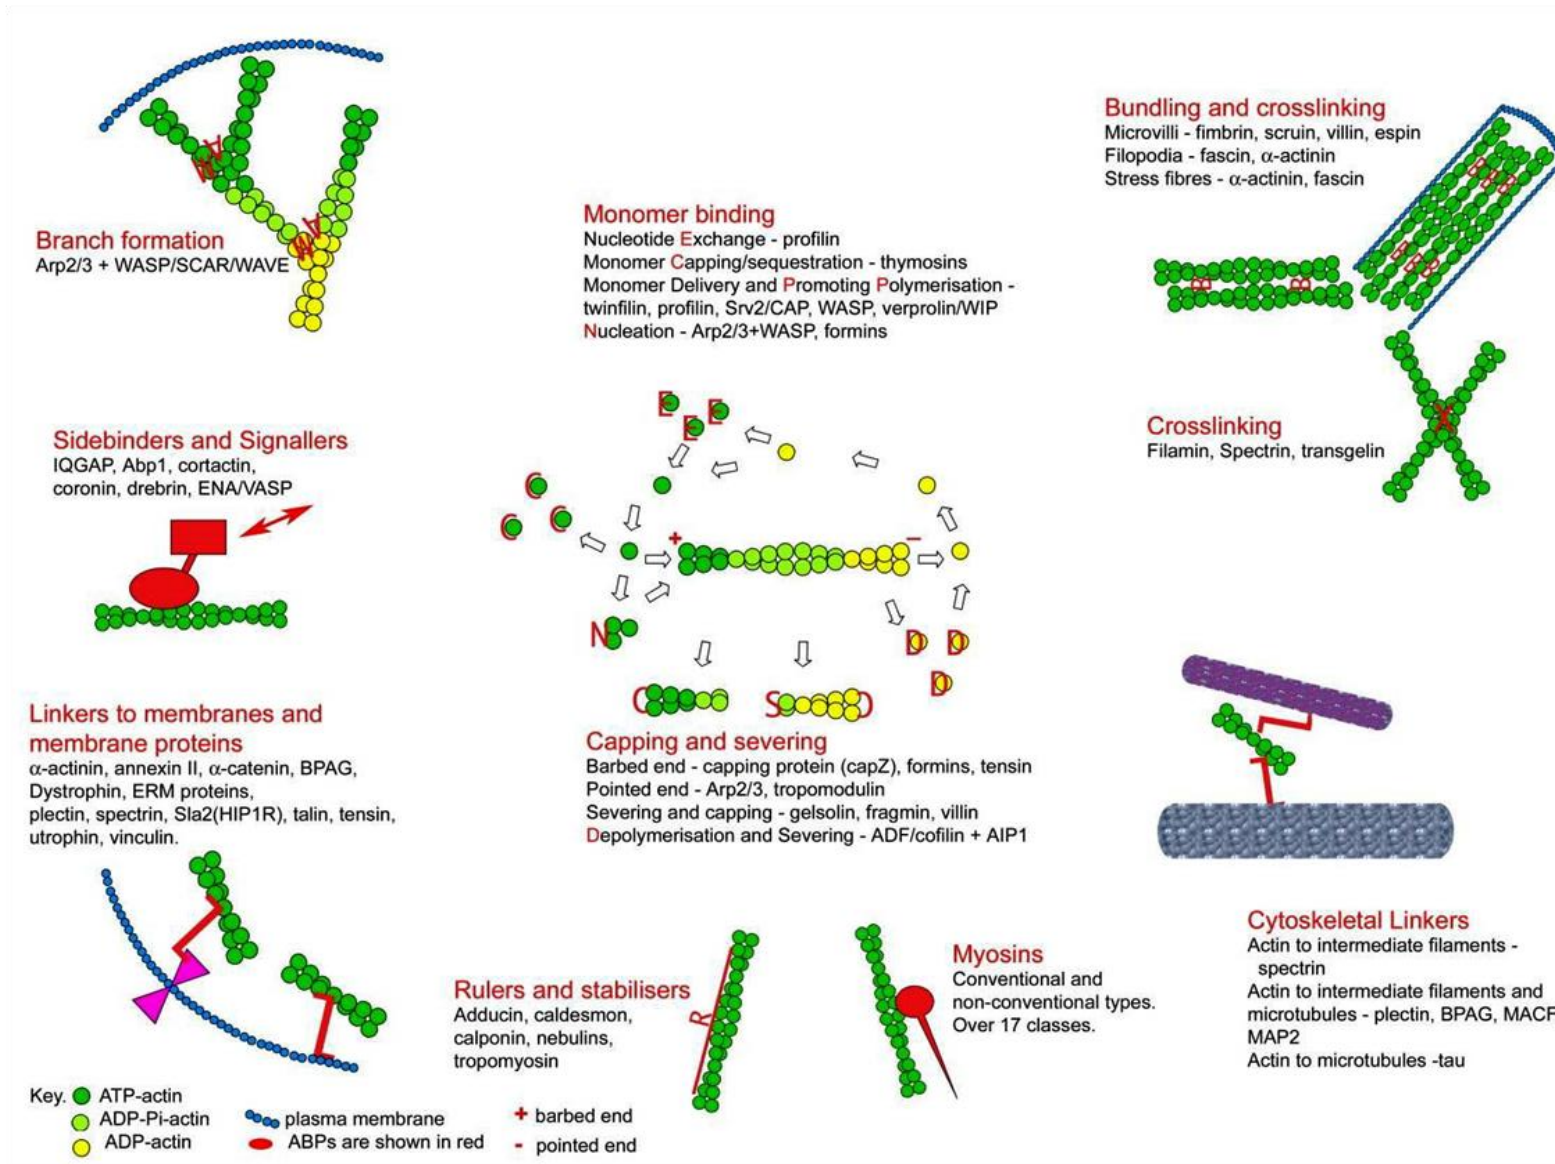 Branch formation
Arp2/3 + WASP/SCAR/WAVE
A
M
A
M
Monomer binding
Nucleotide Exchange - profilin
Monomer Capping/sequestration - thymosins
Monomer Delivery and Promoting Polymerisation -
twinfilin, profilin, Srv2/CAP, WASP, verprolin/WIP
Nucleation - Arp2/3+WASP, formins
Bundling and crosslinking
Microvilli - fimbrin, scruin, villin, espin
Filopodia - fascin, α-actinin
Stress fibres - α-actinin, fascin
B B B
B B B
B B
Crosslinking
Filamin, Spectrin, transgelin
X
Sidebinders and Signallers
IQGAP, Abp1, cortactin,
coronin, drebrin, ENA/VASP
E E E
C C C
+ -
N
D D D
C S D
Linkers to membranes and
membrane proteins
α-actinin, annexin II, α-catenin, BPAG,
Dystrophin, ERM proteins,
plectin, spectrin, Sla2(HIP1R), talin, tensin,
utrophin, vinculin.
Capping and severing
Barbed end - capping protein (capZ), formins, tensin
Pointed end - Arp2/3, tropomodulin
Severing and capping - gelsolin, fragmin, villin
Depolymerisation and Severing - ADF/cofilin + AIP1
Rulers and stabilisers
Adducin, caldesmon,
calponin, nebulins,
tropomyosin
R
Myosins
Conventional and
non-conventional types.
Over 17 classes.
Cytoskeletal Linkers
Actin to intermediate filaments -
spectrin
Actin to intermediate filaments and
microtubules - plectin, BPAG, MACF
MAP2
Actin to microtubules -tau
Key. ATP-actin
ADP-Pi-actin
ADP-actin
plasma membrane
ABPs are shown in red
+ barbed end
- pointed end